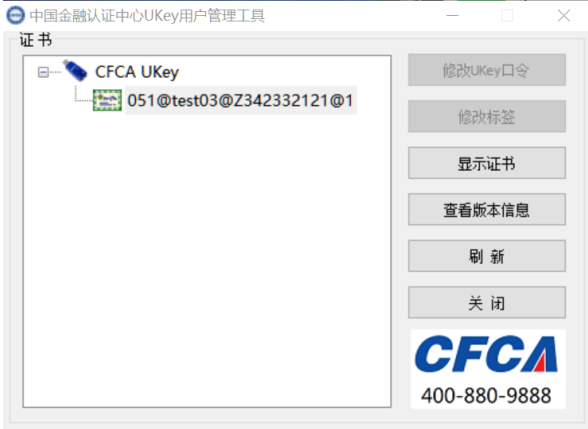 中国金融认证中心UKey用户管理工具
证书
CFCA UKey
051@test03@Z342332121@1
修改UKey口令
修改标签
显示证书
查看版本信息
刷 新
关 闭
CFCA
400-880-9888